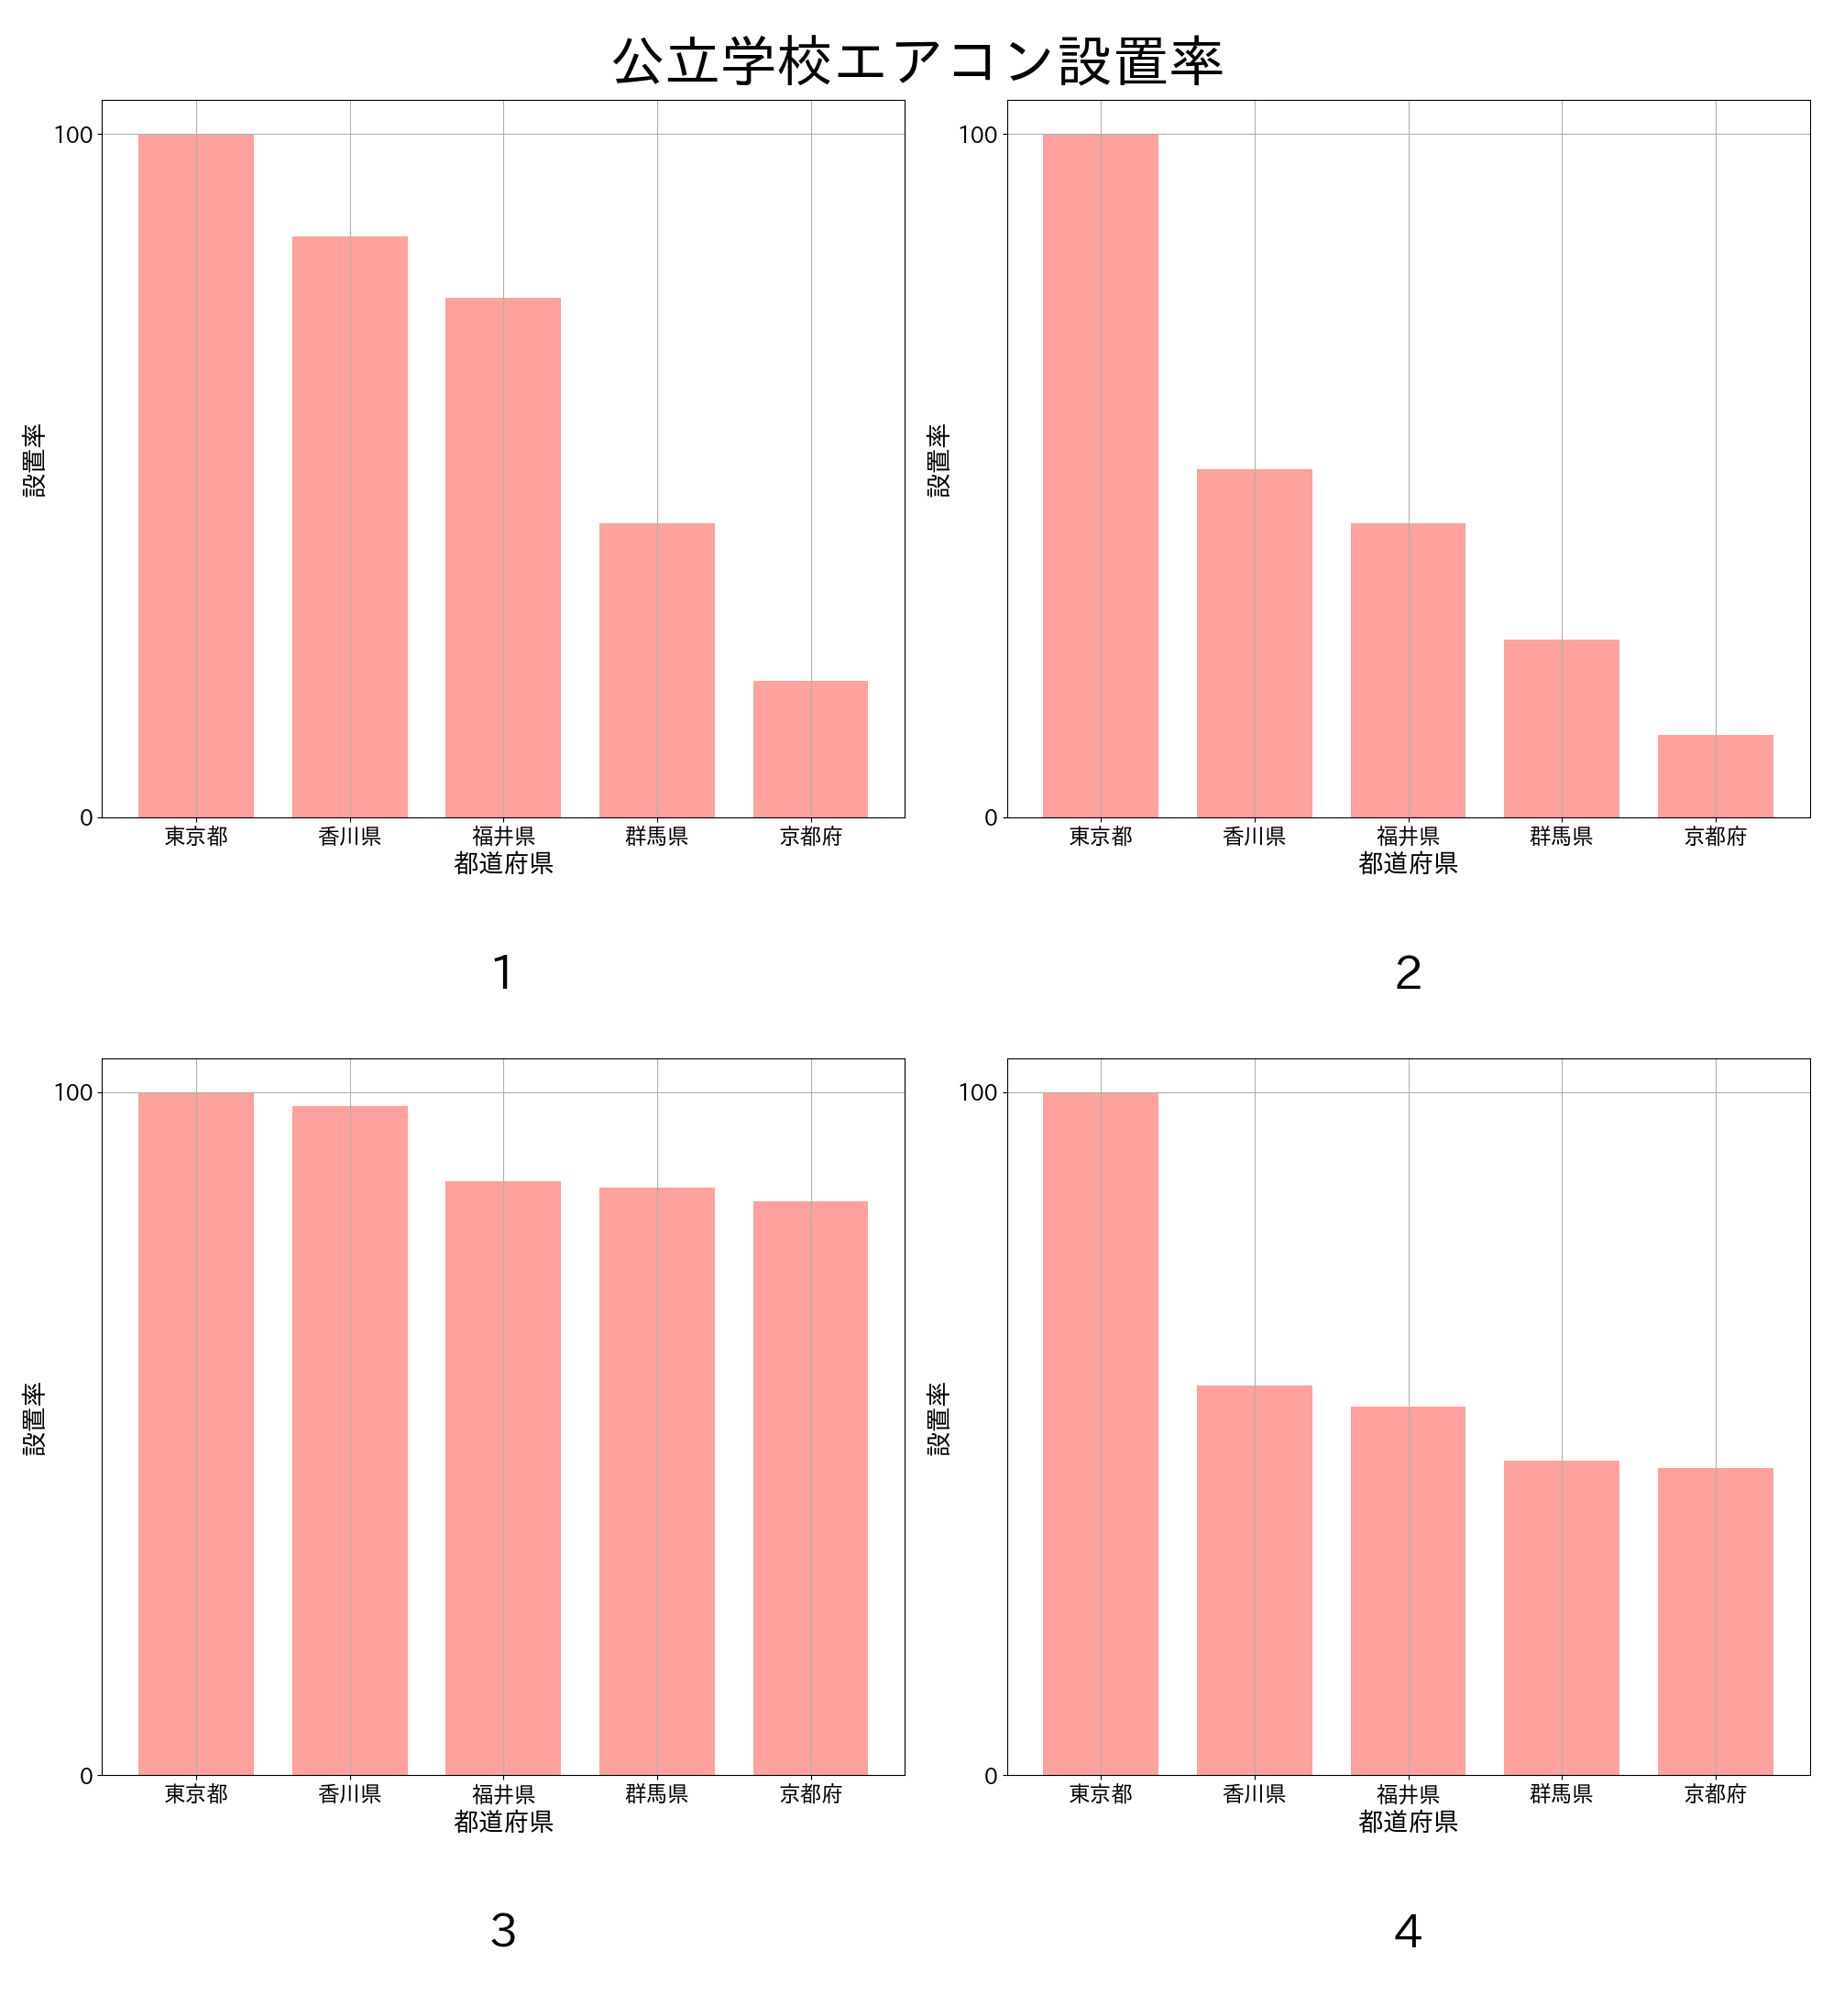 公立学校エアコン設置率
100
設置率
0
東京都 香川県 福井県 群馬県 京都府
都道府県
1
100
設置率
0
東京都 香川県 福井県 群馬県 京都府
都道府県
2
100
設置率
0
東京都 香川県 福井県 群馬県 京都府
都道府県
3
100
設置率
0
東京都 香川県 福井県 群馬県 京都府
都道府県
4